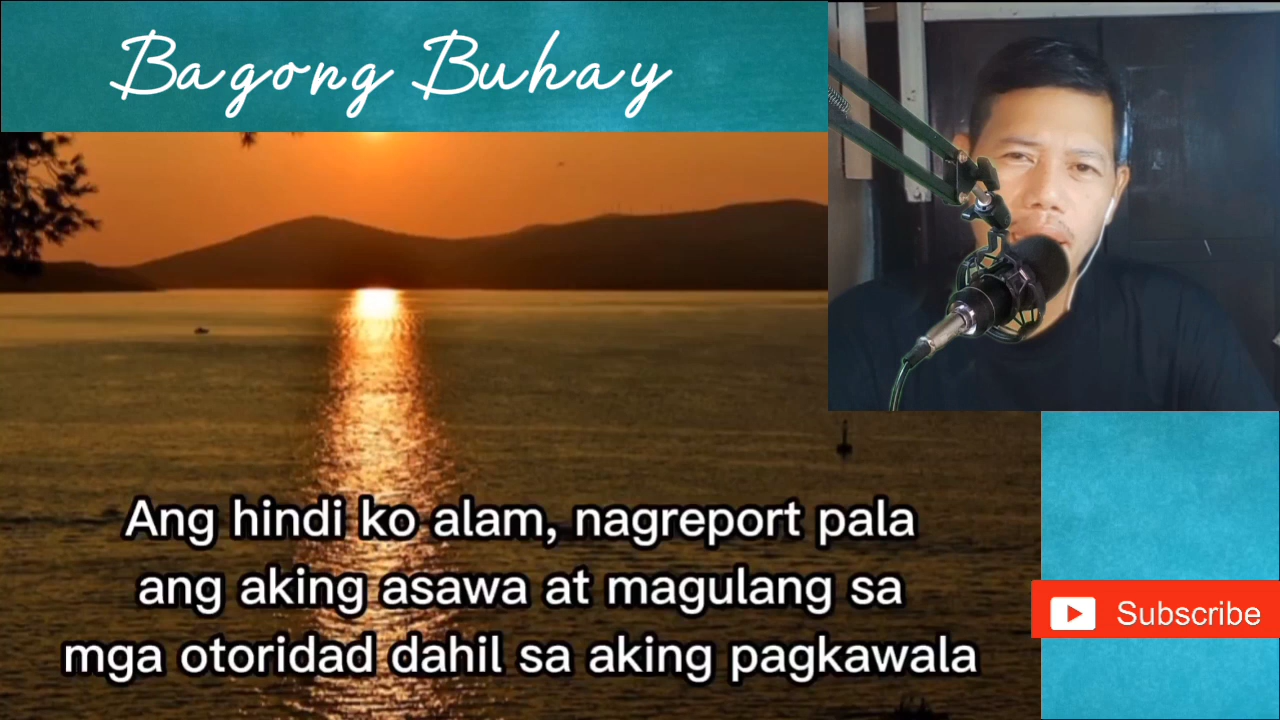 Bagong Buhay
Ang hindi ko alam, nagreport pala
ang aking asawa at magulang sa
mga otoridad dahil sa aking pagkawala
Subscribe